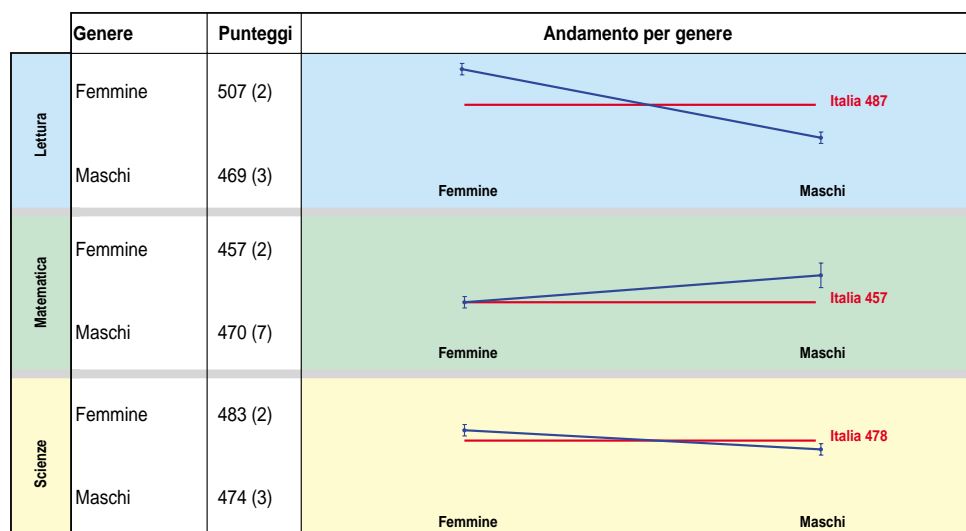 Genere Punteggi Andamento per genere
Lettura
Femmine 507 (2)
Italia 487
Maschi 469 (3)
Femmine Maschi
Matematica
Femmine 457 (2)
Italia 457
Maschi 470 (7)
Femmine Maschi
Scienze
Femmine 483 (2)
Italia 478
Maschi 474 (3)
Femmine Maschi